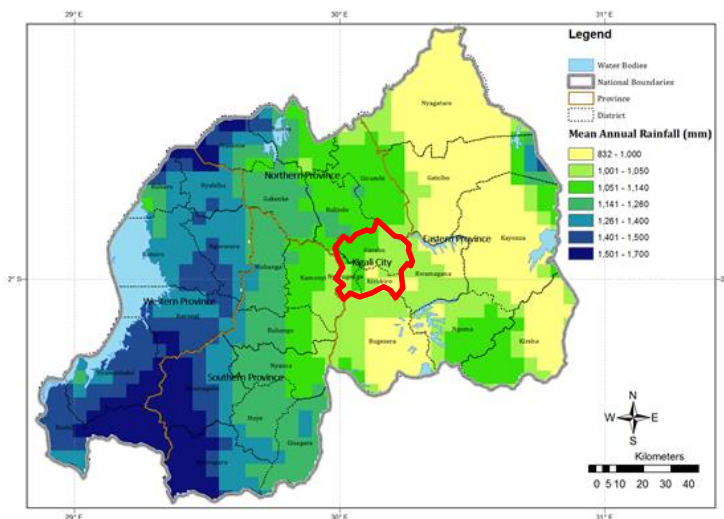 29°E
30°E
31°E
Legend
Water Bodies
National Boundaries
Province
District
Mean Annual Rainfall (mm)
832 - 1,000
1,001 - 1,050
1,051 - 1,140
1,141 - 1,260
1,261 - 1,400
1,401 - 1,500
1,501 - 1,700
Nyagatare
Gatsibo
Northern Province
Gicumbi
Gakenke
Rulindo
Eastern Province
Kayonza
Kigali City
Kicukiro
Rwamagana
Kamonyi
Muhanga
2°S
2°S
Western Province
Ruhango
Ngoma
Kirehe
Bugesera
Nyanza
Southern Province
Huye
Gisagara
N
W
E
S
Kilometers
0 5 10 20 30 40
29°E
30°E
31°E